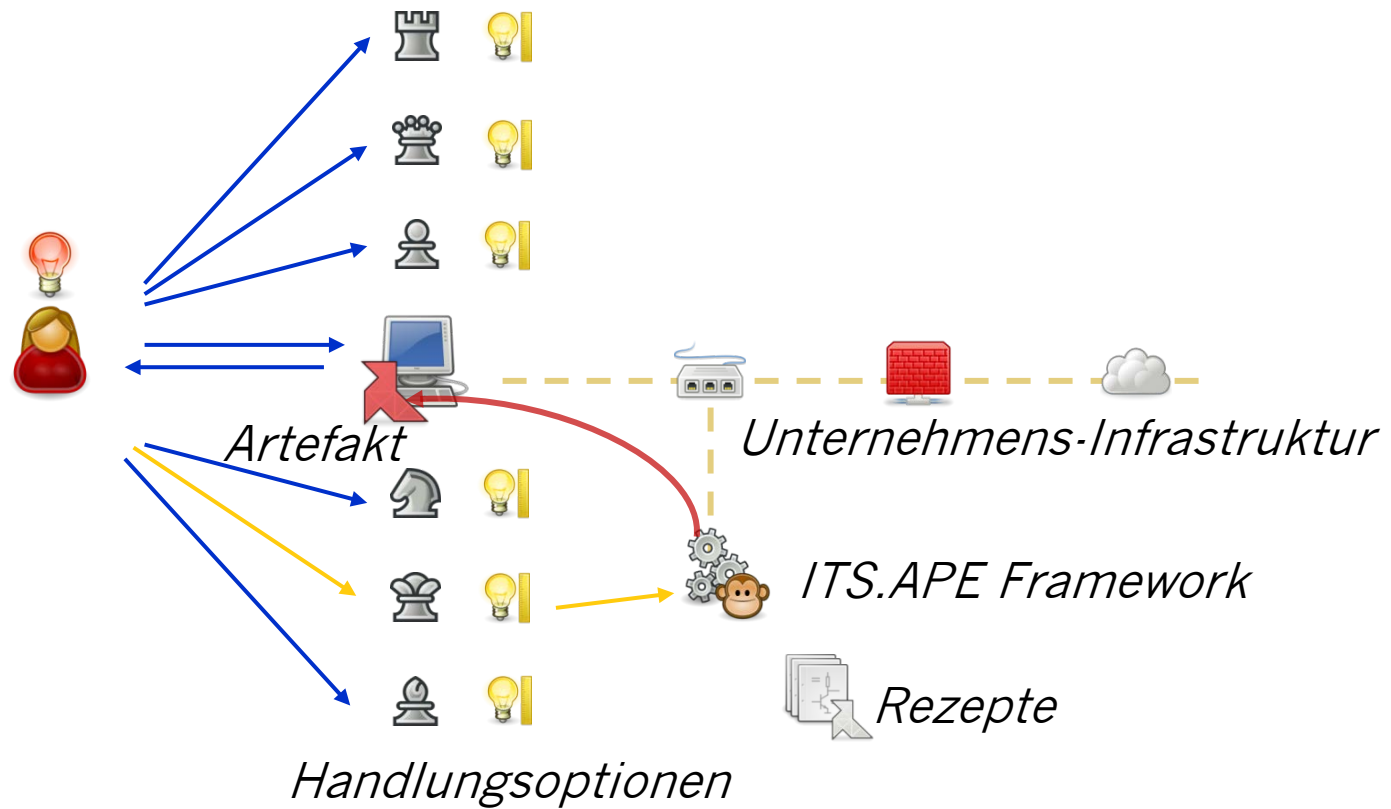 Artefakt
Unternehmens-Infrastruktur
ITS.APE Framework
Rezepte
Handlungsoptionen